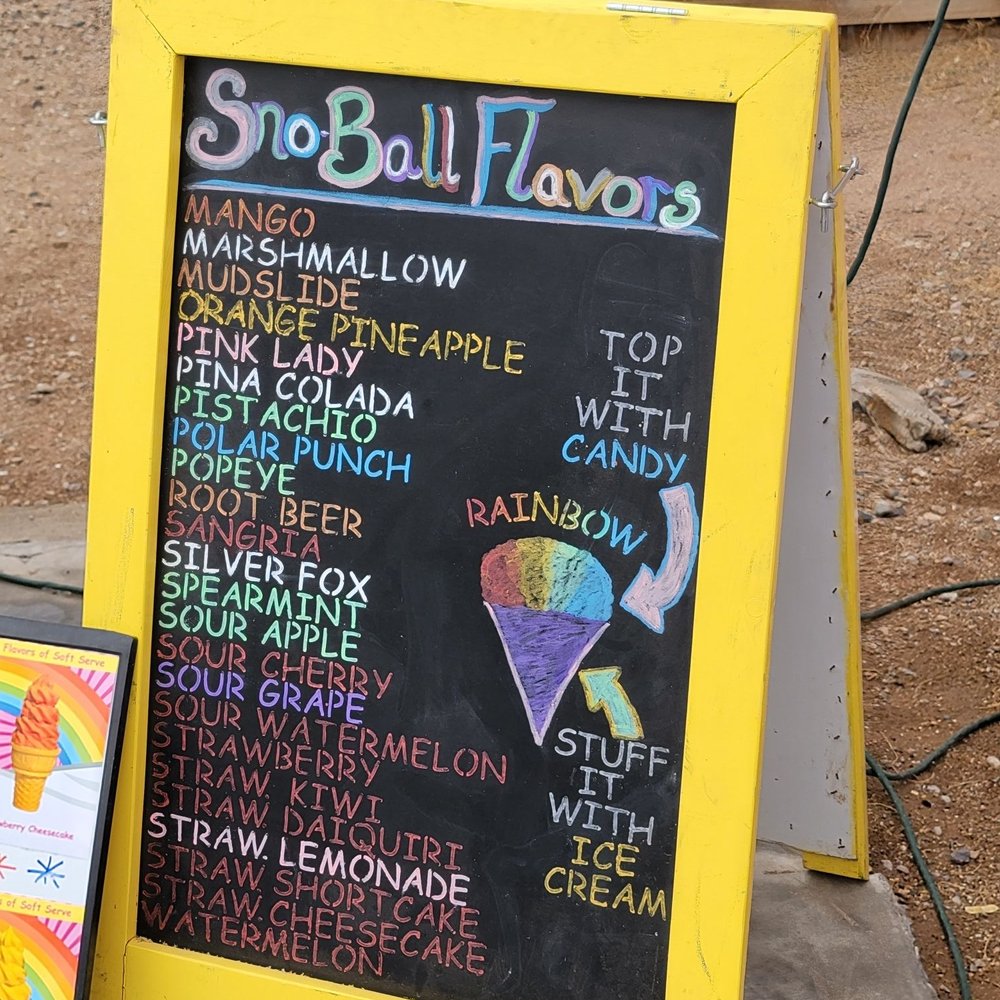 Sno-Ball Flavors
MANGO
MARSHMALLOW
MUDSLIDE
ORANGE PINEAPPLE
PINK LADY
PINA COLADA
PISTACHIO
POLAR PUNCH
POPEYE
ROOT BEER
SANGRIA
SILVER FOX
SPEARMINT
SOUR APPLE
SOUR CHERRY
SOUR GRAPE
SOUR WATERMELON
STRAWBERRY
STRAW. KIWI
STRAW. DAIQUIRI
STRAW. LEMONADE
STRAW. SHORTCAKE
STRAW. CHEESECAKE
WATERMELON
TOP
IT
WITH
CANDY
RAINBOW
STUFF
IT
WITH
ICE
CREAM
Flavors of Soft Serve
Cheesecake
of Soft Serve